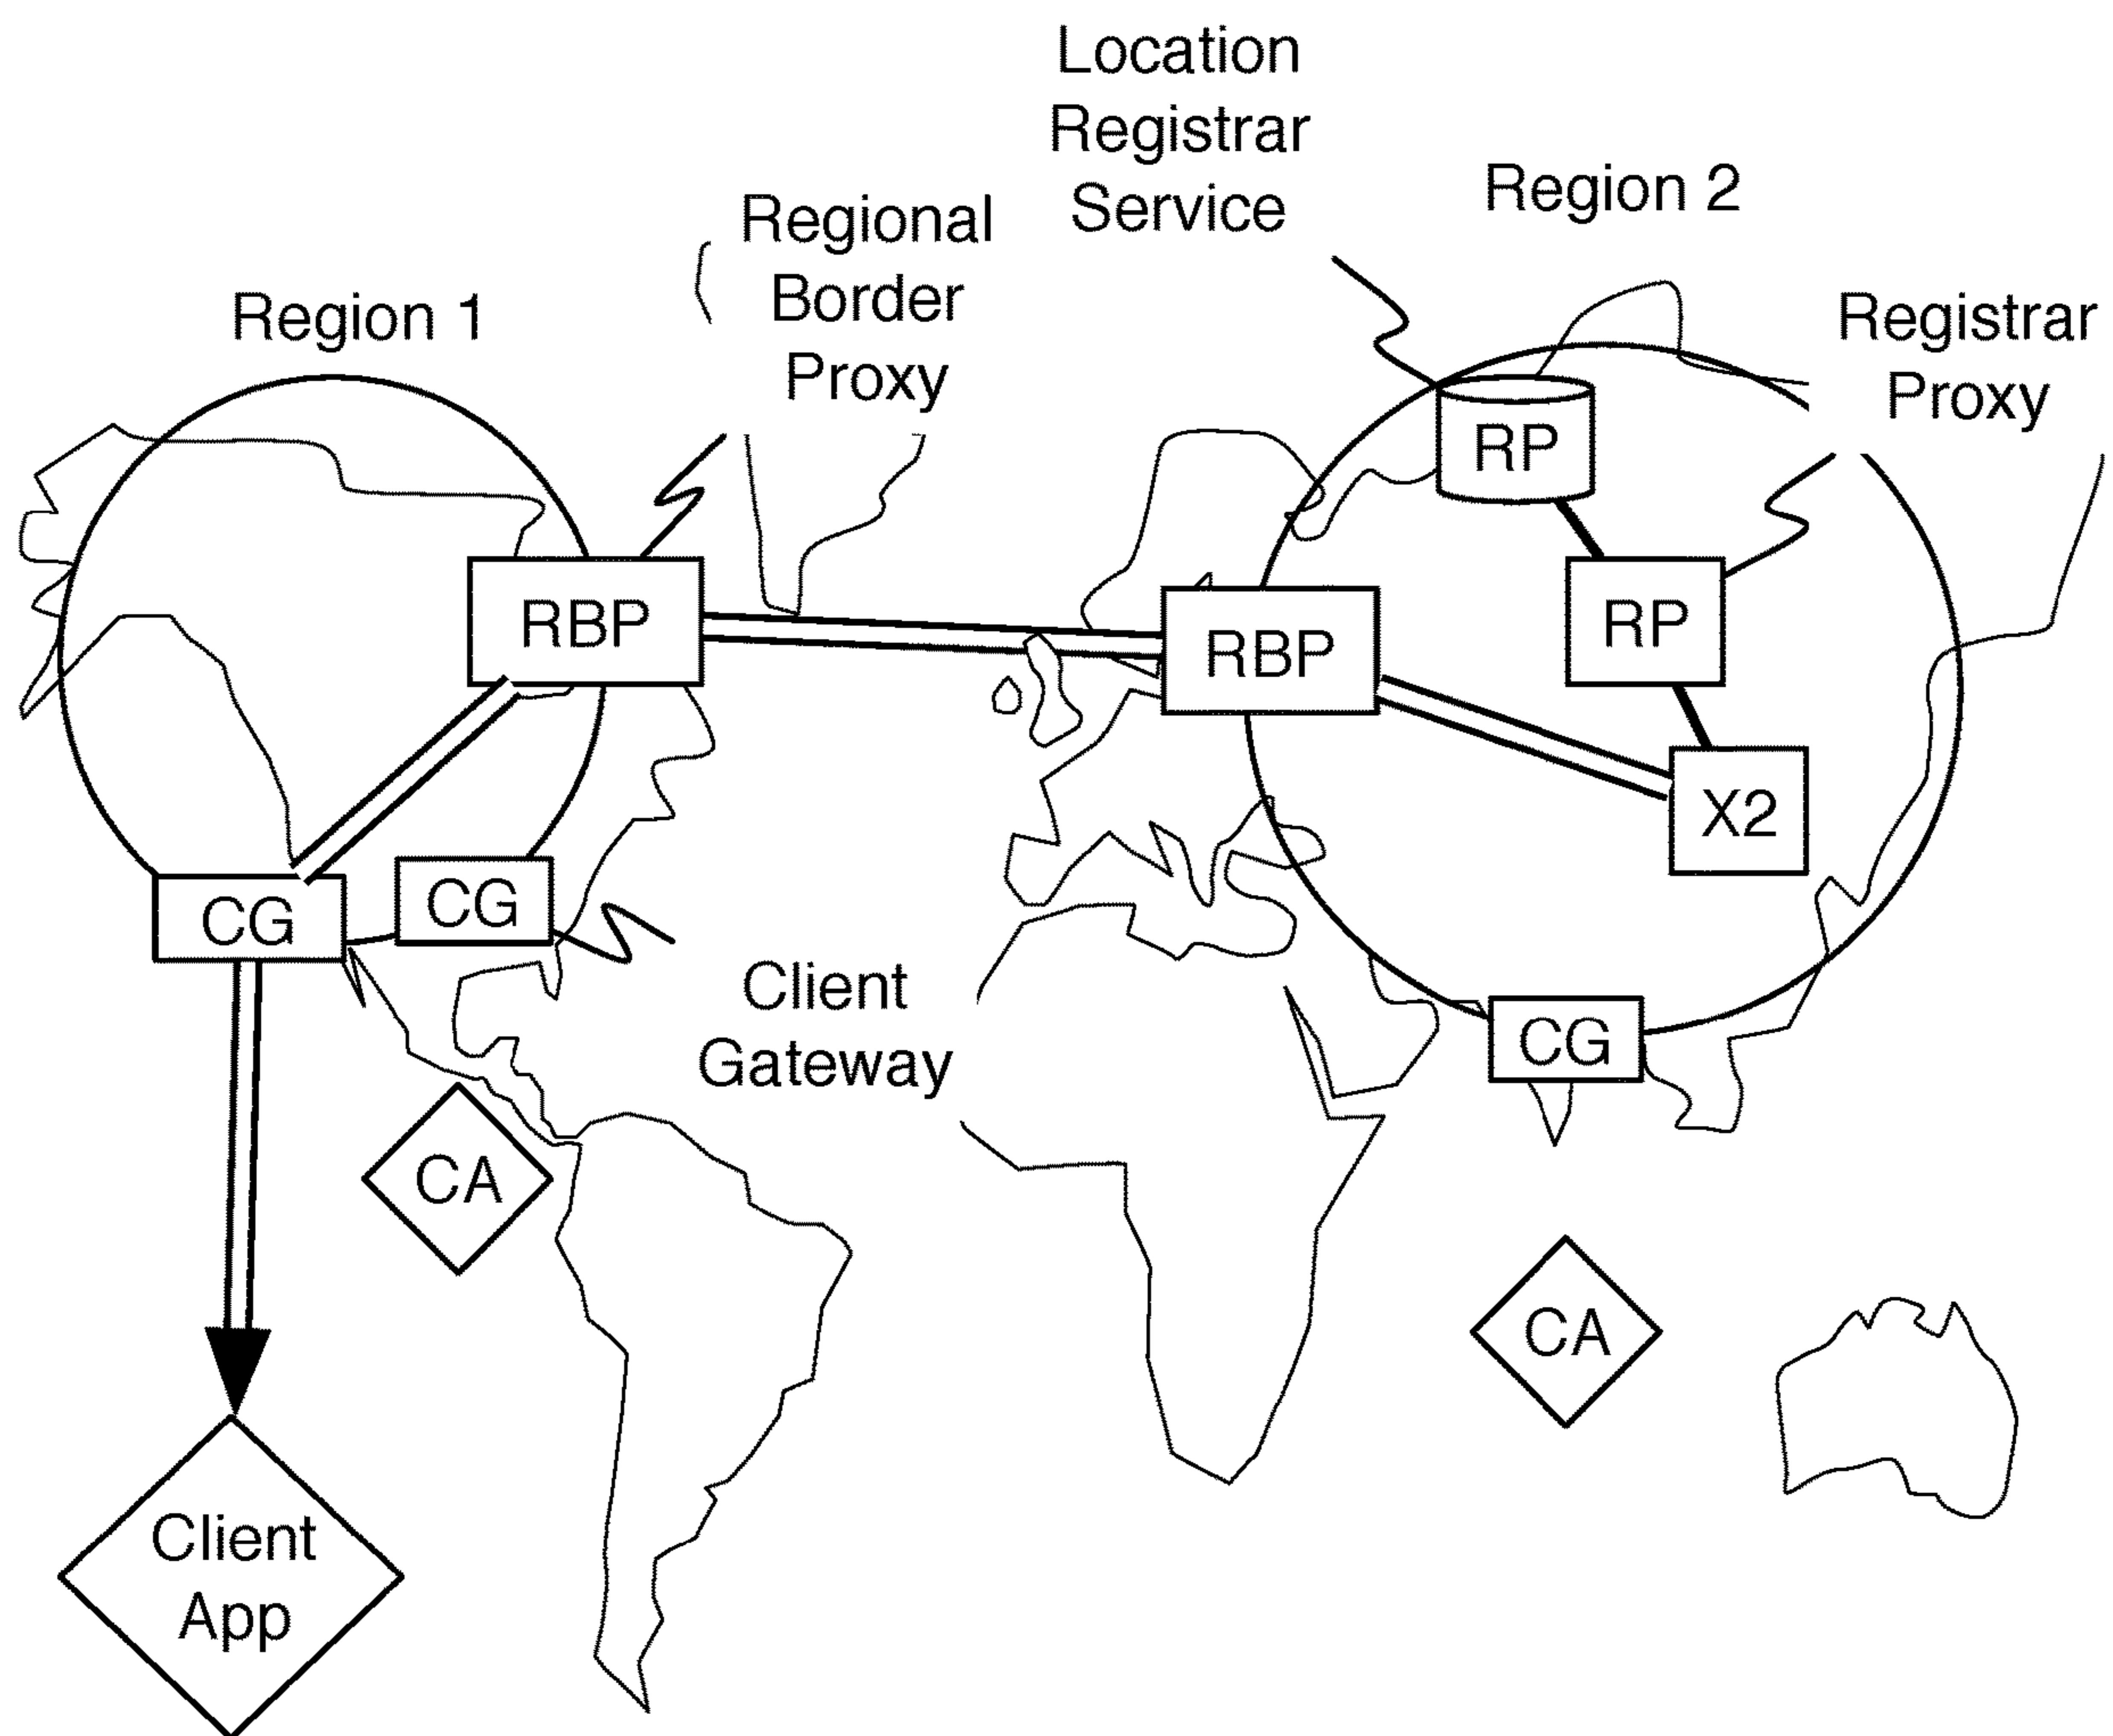 Location
Registrar
Service
Region 2
Regional
Border
Proxy
Region 1
Registrar
Proxy
RP
RBP
RBP
RP
X2
CG
CG
Client
Gateway
CG
CA
CA
Client
App